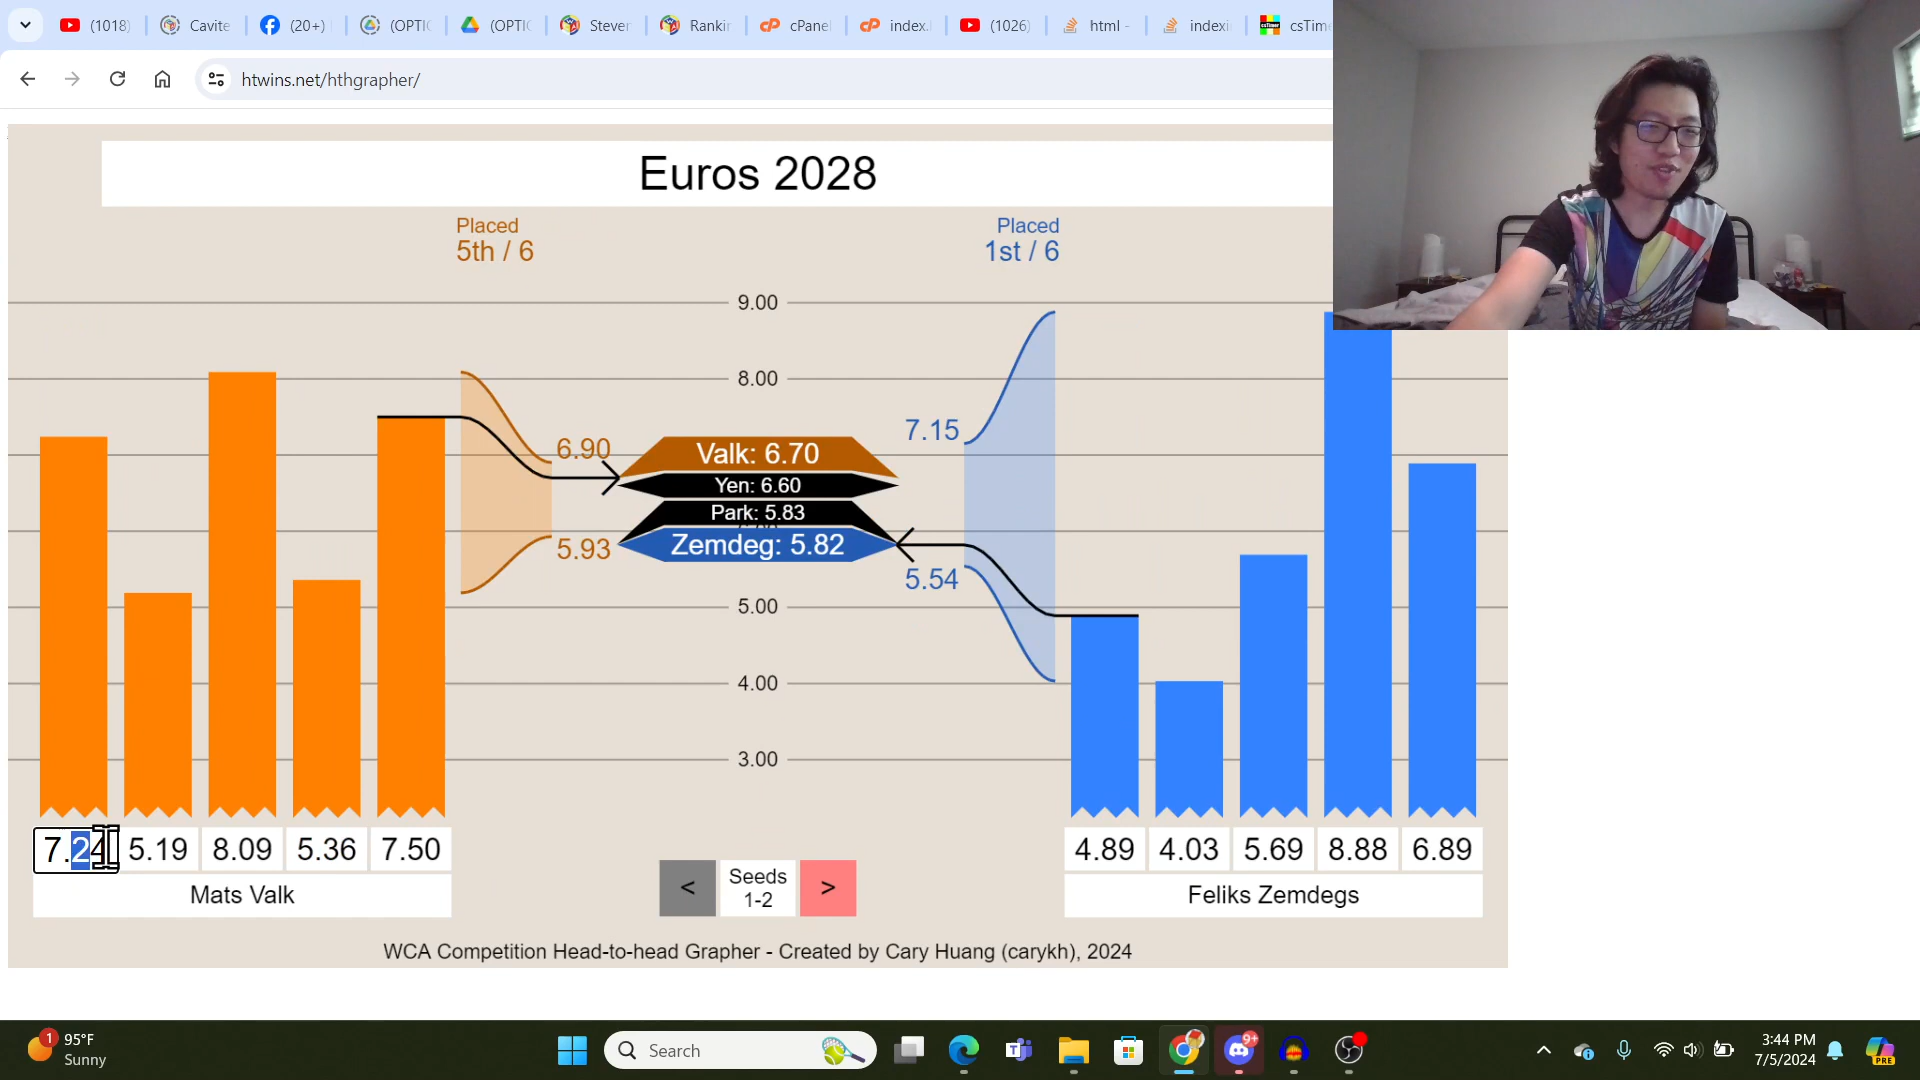 (1018)
Cavite
(20+)
(OPTIC
(OPTIC
Steven
Rankin
cPanel
index.h
(1026)
html -
indexi
csTime
htwins.net/hthgrapher/
Euros 2028
Placed
5th / 6
Placed
1st / 6
9.00
8.00
6.90
5.93
Valk: 6.70
Yen: 6.60
Park: 5.83
Zemdeg: 5.82
7.15
5.54
5.00
4.00
3.00
7.24 5.19 8.09 5.36 7.50
Mats Valk
<
Seeds
1-2
>
4.89 4.03 5.69 8.88 6.89
Feliks Zemdegs
WCA Competition Head-to-head Grapher - Created by Cary Huang (carykh), 2024
1
95°F
Sunny
Search
9+
3:44 PM
7/5/2024
PRE